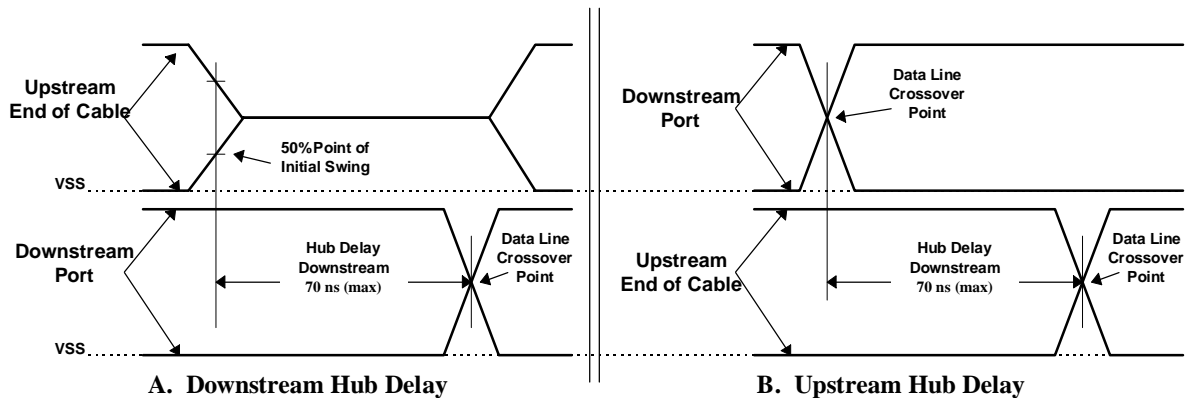 Upstream
End of Cable
50%Point of
Initial Swing
VSS
Downstream
Port
Hub Delay
Downstream
70 ns (max)
Data Line
Crossover
Point
VSS
A. Downstream Hub Delay
Downstream
Port
Data Line
Crossover
Point
Upstream
End of Cable
Hub Delay
Downstream
70 ns (max)
Data Line
Crossover
Point
B. Upstream Hub Delay